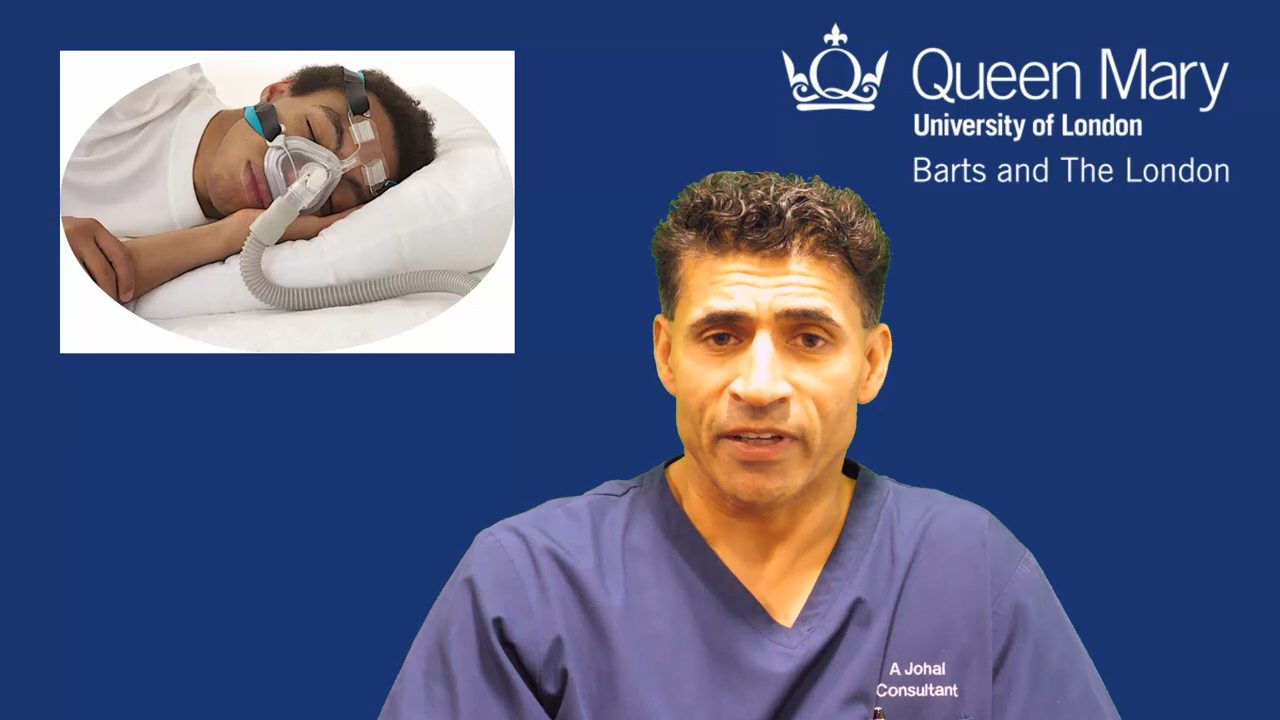 Queen Mary
University of London
Barts and The London
A Johal
Consultant